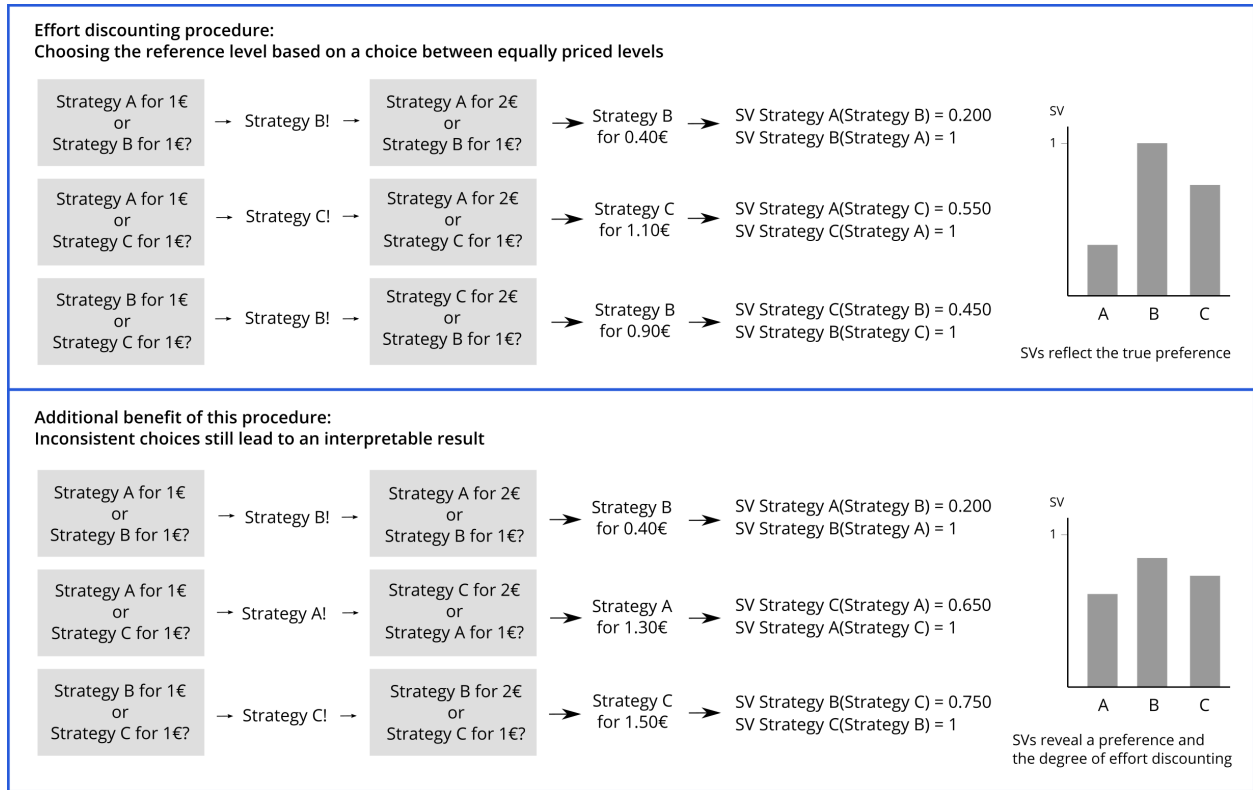 Effort discounting procedure:
Choosing the reference level based on a choice between equally priced levels
Strategy A for 1€
or
Strategy B for 1€?
Strategy B!
Strategy A for 2€
or
Strategy B for 1€?
Strategy B
for 0.40€
SV Strategy A(Strategy B) = 0.200
SV Strategy B(Strategy A) = 1
Strategy A for 1€
or
Strategy C for 1€?
Strategy C!
Strategy A for 2€
or
Strategy C for 1€?
Strategy C
for 1.10€
SV Strategy A(Strategy C) = 0.550
SV Strategy C(Strategy A) = 1
Strategy B for 1€
or
Strategy C for 1€?
Strategy B!
Strategy C for 2€
or
Strategy B for 1€?
Strategy B
for 0.90€
SV Strategy C(Strategy B) = 0.450
SV Strategy B(Strategy C) = 1
SV
1
A B C
SVs reflect the true preference
Additional benefit of this procedure:
Inconsistent choices still lead to an interpretable result
Strategy A for 1€
or
Strategy B for 1€?
Strategy B!
Strategy A for 2€
or
Strategy B for 1€?
Strategy B
for 0.40€
SV Strategy A(Strategy B) = 0.200
SV Strategy B(Strategy A) = 1
Strategy A for 1€
or
Strategy C for 1€?
Strategy A!
Strategy C for 2€
or
Strategy A for 1€?
Strategy A
for 1.30€
SV Strategy C(Strategy A) = 0.650
SV Strategy A(Strategy C) = 1
Strategy B for 1€
or
Strategy C for 1€?
Strategy C!
Strategy B for 2€
or
Strategy C for 1€?
Strategy C
for 1.50€
SV Strategy B(Strategy C) = 0.750
SV Strategy C(Strategy B) = 1
SV
1
A B C
SVs reveal a preference and
the degree of effort discounting